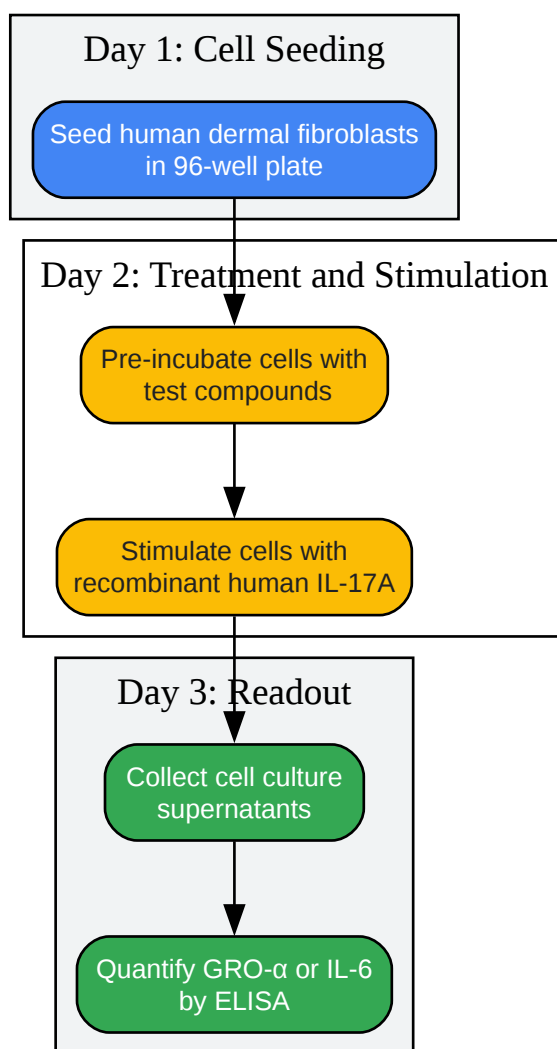 Day 1: Cell Seeding
Seed human dermal fibroblasts
in 96-well plate
Day 2: Treatment and Stimulation
Pre-incubate cells with
test compounds
Stimulate cells with
recombinant human IL-17A
Day 3: Readout
Collect cell culture
supernatants
Quantify GRO-α or IL-6
by ELISA